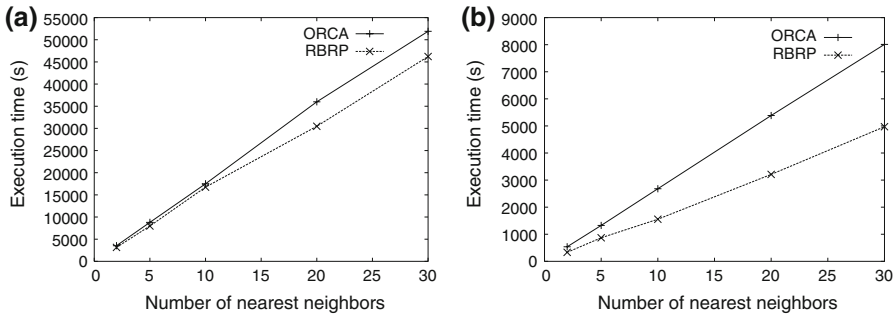 (a)
Execution time (s)
55000
50000
45000
40000
35000
30000
25000
20000
15000
10000
5000
0
ORCA
RBRP
0 5 10 15 20 25 30
Number of nearest neighbors
(b)
Execution time (s)
9000
8000
7000
6000
5000
4000
3000
2000
1000
0
ORCA
RBRP
0 5 10 15 20 25 30
Number of nearest neighbors